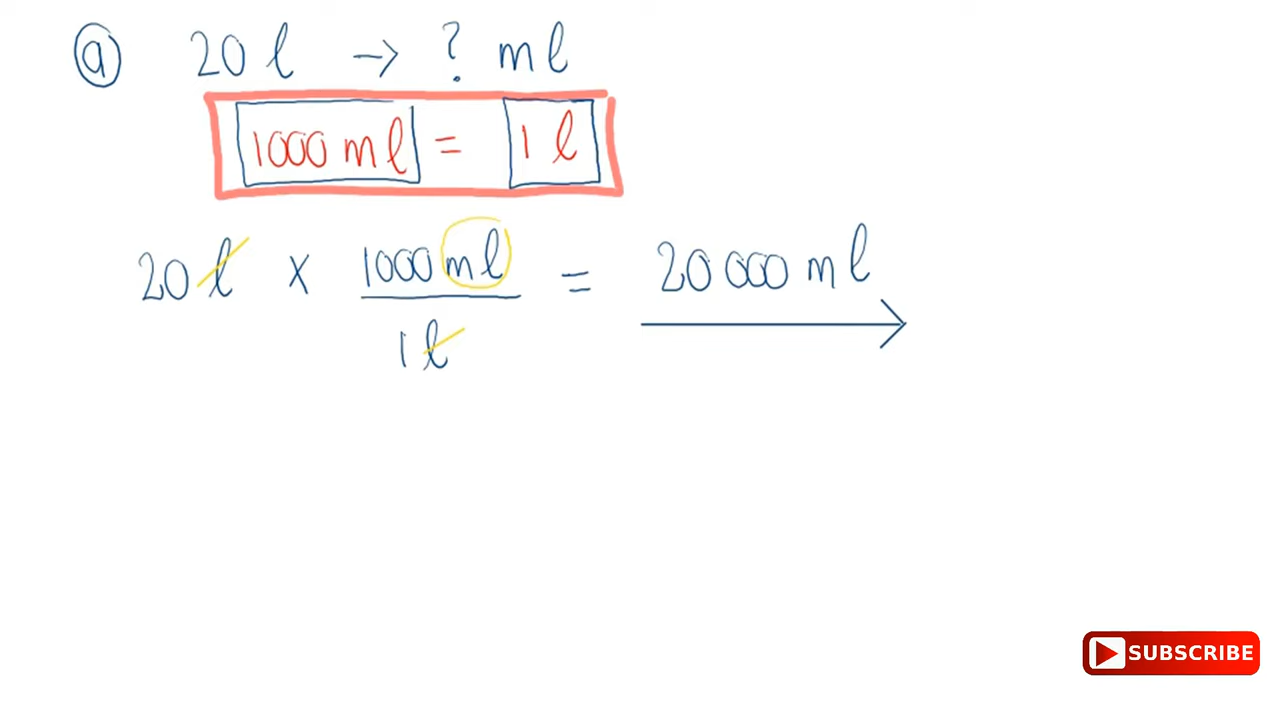 a 20 l → ? ml
1000 ml = 1 l
20 l × 1000 ml / 1 l = 20 000 ml
SUBSCRIBE